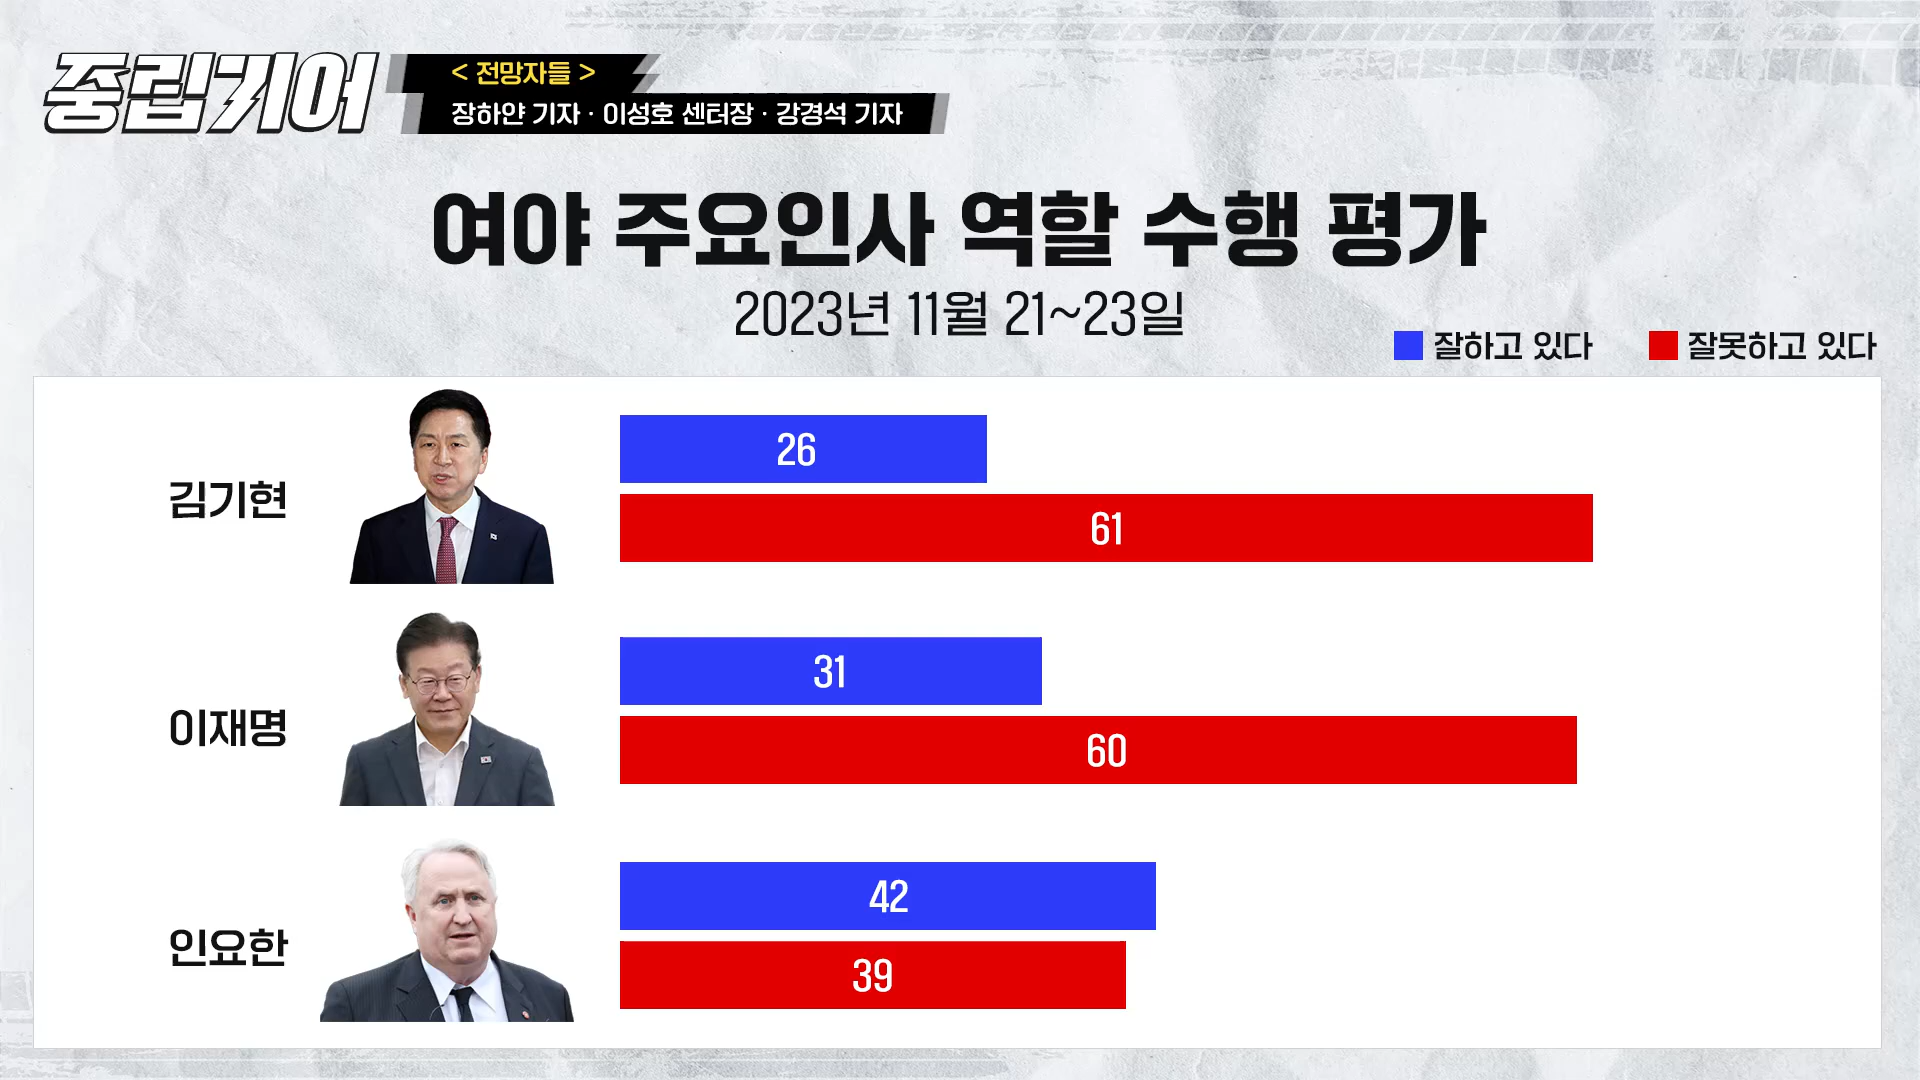 중립기어
< 전망자들 >
장하얀 기자 · 이성호 센터장 · 강경석 기자
여야 주요인사 역할 수행 평가
2023년 11월 21~23일
잘하고 있다
잘못하고 있다
김기현
26
61
이재명
31
60
인요한
42
39